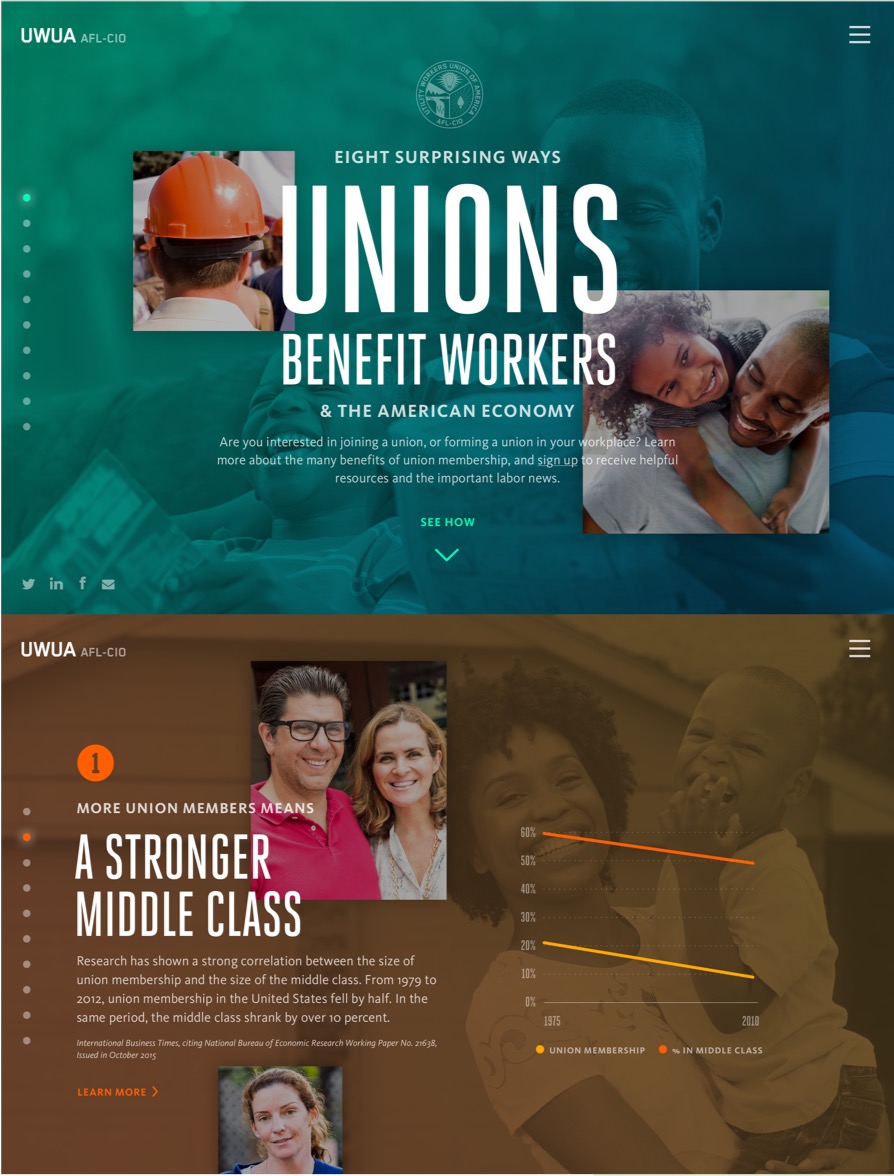 UWUA AFL-CIO
UTILITY WORKERS UNION OF AMERICA
AFL-CIO
EIGHT SURPRISING WAYS
UNIONS
BENEFIT WORKERS
& THE AMERICAN ECONOMY
Are you interested in joining a union, or forming a union in your workplace? Learn
more about the many benefits of union membership, and sign up to receive helpful
resources and the important labor news.
SEE HOW
UWUA AFL-CIO
1
MORE UNION MEMBERS MEANS
A STRONGER
MIDDLE CLASS
Research has shown a strong correlation between the size of
union membership and the size of the middle class. From 1979 to
2012, union membership in the United States fell by half. In the
same period, the middle class shrank by over 10 percent.
International Business Times, citing National Bureau of Economic Research Working Paper No. 21638,
Issued in October 2015
LEARN MORE
60%
50%
40%
30%
20%
10%
0%
1975 2010
UNION MEMBERSHIP % IN MIDDLE CLASS